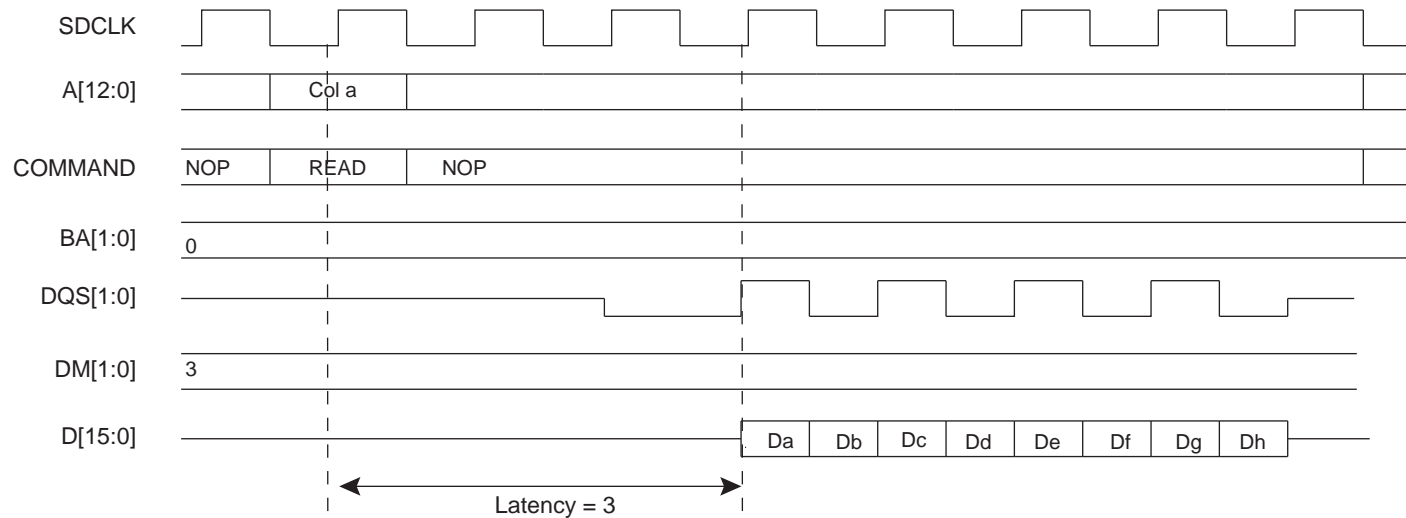 SDCLK
A[12:0] Col a
COMMAND NOP READ NOP
BA[1:0] 0
DQS[1:0]
DM[1:0] 3
D[15:0] Da Db Dc Dd De Df Dg Dh
Latency = 3